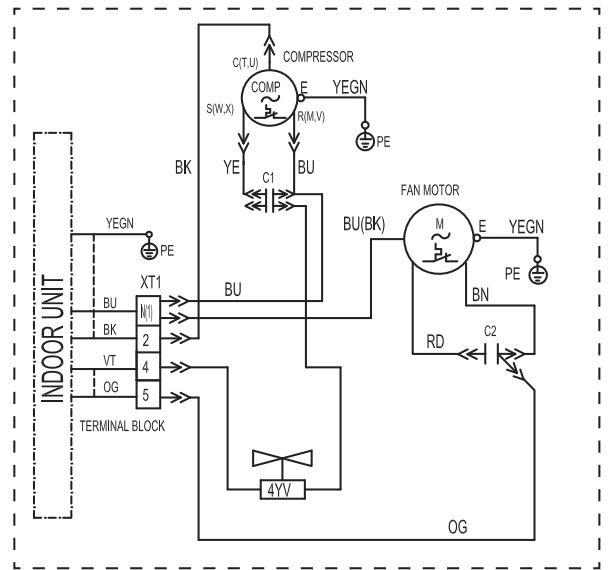 C(T,U)
COMPRESSOR
COMP
E
YEGN
S(W,X)
R(M,V)
PE
BK
YE
BU
C1
FAN MOTOR
BU(BK)
M
E
YEGN
YEGN
PE
PE
INDOOR UNIT
XT1
BU
BU
N(1)
BN
BK
2
RD
C2
VT
4
OG
5
TERMINAL BLOCK
4YV
OG